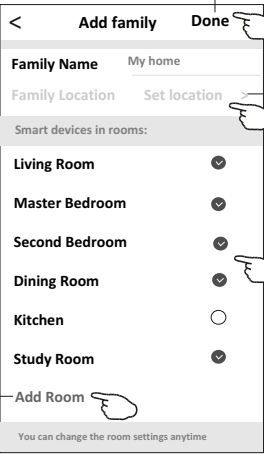 < Add family Done
Family Name My home
Family Location Set location >
Smart devices in rooms:
Living Room
Master Bedroom
Second Bedroom
Dining Room
Kitchen
Study Room
Add Room
You can change the room settings anytime